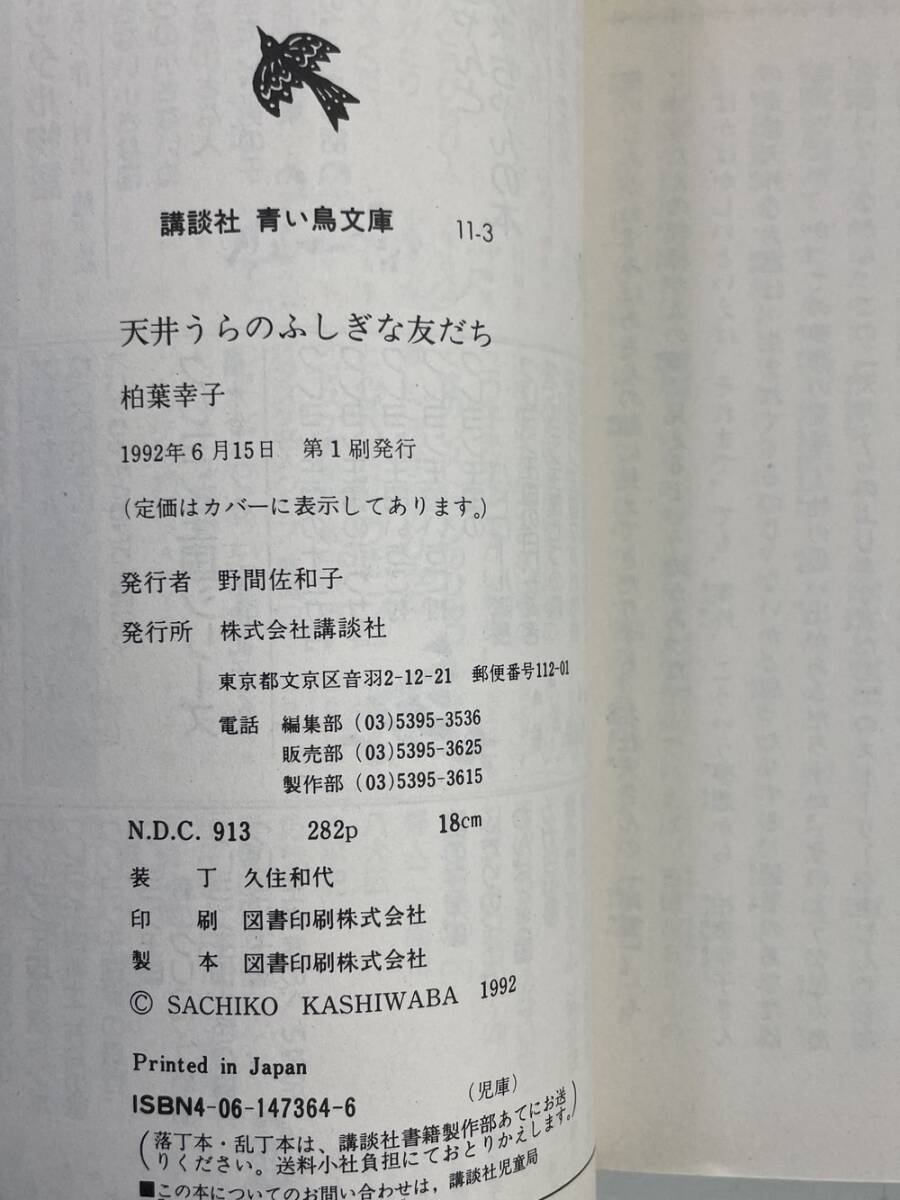 講談社 青い鳥文庫 11-3
天井うらのふしぎな友だち
柏葉幸子
1992年6月15日 第1刷発行
(定価はカバーに表示してあります。)
発行者 野間佐和子
発行所 株式会社講談社
東京都文京区音羽2-12-21 郵便番号112-01
電話 編集部 (03)5395-3536
販売部 (03)5395-3625
製作部 (03)5395-3615
N.D.C. 913 282p 18cm
装丁 久住和代
印刷 図書印刷株式会社
製本 図書印刷株式会社
© SACHIKO KASHIWABA 1992
Printed in Japan
ISBN4-06-147364-6 (児庫)
(落丁本・乱丁本は、講談社書籍製作部あてにお送
りください。送料小社負担にておとりかえします。)
■この本についてのお問い合わせは、講談社児童局